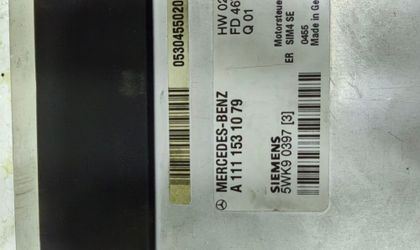 0530455020
MERCEDES-BENZ
A 111 153 10 79
SIEMENS
5WK9 0397 [3]
HW 02
FD 46
Q 01
Motorsteue
ER SIM4 SE
0465
Made in Ge